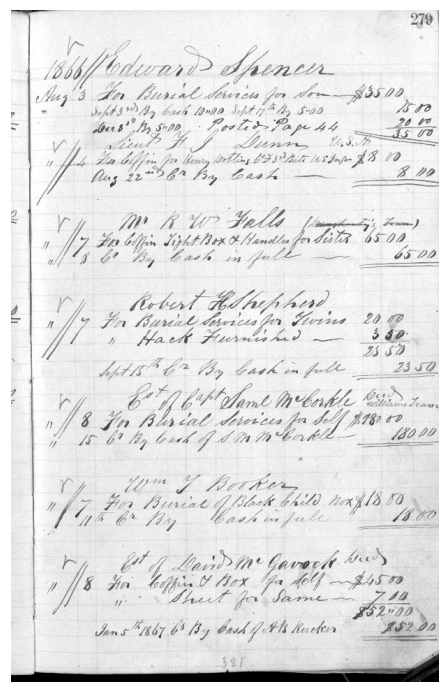 279
1866 // Edward Spencer
Aug 3 For Burial Services for Son — $35 00
" Sept 3rd By Cash 10=00 Sept 17th By 5=00 15 00
Dec 3rd By 5=00 Posted Page 44 20 00
35 00
Lieut H. J. Dunn U.S.A
" // 4 For Coffin for Henry Co F 3rd Batt U.S. $8 00
Aug 22nd Cr By Cash — 8 00
Mr R W Falls
" // 7 For Coffin Tight Box & Handles for Sister 65 00
" 8 Cr By Cash in full — 65 00
Robert H Shepherd
" // 7 For Burial Services for Twins 20 00
" Hack Furnished — 3 50
23 50
Sept 15th Cr By Cash in full 23 50
Est of Capt Saml McCorkle Decd
" // 8 For Burial Services for Self $180 00
" 15 Cr By Cash of S M McCorkle — 180 00
Wm T Booker
" // 7 For Burial of Black Child Box $18 00
" 11th Cr By Cash in full 18 00
Est of David McGavock Decd
" // 8 For Coffin & Box for Self — $45 00
" Sheet for Same — 7 00
$52=00
Jan 5th 1867 Cr By Cash of A B Rucker $52 00
381